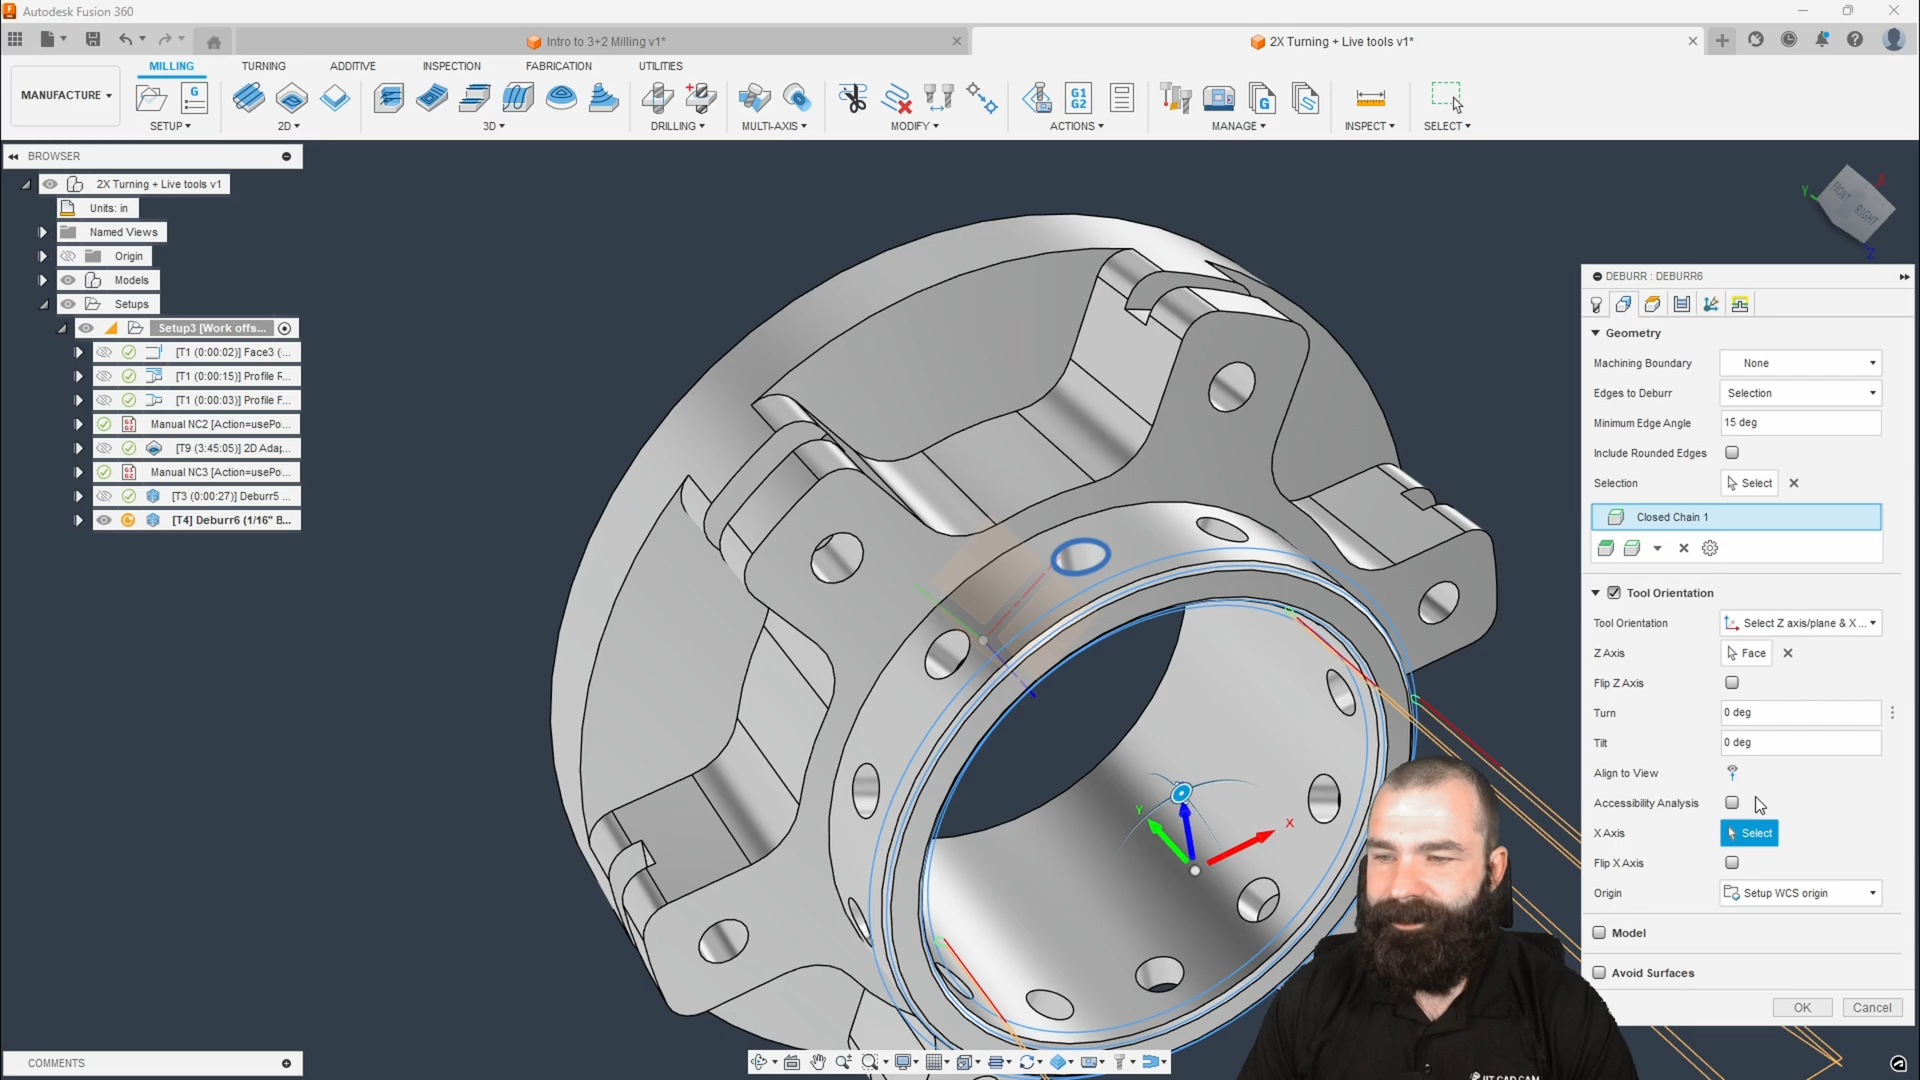 Autodesk Fusion 360
Intro to 3+2 Milling v1*
2X Turning + Live tools v1*
MANUFACTURE
MILLING
TURNING
ADDITIVE
INSPECTION
FABRICATION
UTILITIES
SETUP
2D
3D
DRILLING
MULTI-AXIS
MODIFY
ACTIONS
MANAGE
INSPECT
SELECT
BROWSER
2X Turning + Live tools v1
Units: in
Named Views
Origin
Models
Setups
Setup3 [Work offs...
[T1 (0:00:02)] Face3 (-...
[T1 (0:00:15)] Profile R...
[T1 (0:00:03)] Profile F...
Manual NC2 [Action=usePo...
[T9 (3:45:05)] 2D Adap...
Manual NC3 [Action=usePo...
[T3 (0:00:27)] Deburr5 ...
[T4] Deburr6 (1/16" B...
FRONT
RIGHT
Y
X
Z
Y
X
DEBURR : DEBURR6
Geometry
Machining Boundary None
Edges to Deburr Selection
Minimum Edge Angle 15 deg
Include Rounded Edges
Selection Select
Closed Chain 1
Tool Orientation
Tool Orientation Select Z axis/plane & X ...
Z Axis Face
Flip Z Axis
Turn 0 deg
Tilt 0 deg
Align to View
Accessibility Analysis
X Axis Select
Flip X Axis
Origin Setup WCS origin
Model
Avoid Surfaces
OK Cancel
COMMENTS